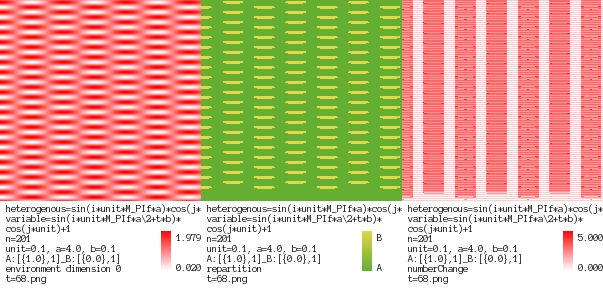 heterogenous=sin(i*unit*M_PIf*a)*cos(j*
variable=sin(i*unit*M_PIf*a\2+t*b)*
cos(j*unit)+1
n=201
unit=0.1, a=4.0, b=0.1
A:[{1.0},1]_B:[{0.0},1]
environment dimension 0
t=68.png
1.979
0.020
heterogenous=sin(i*unit*M_PIf*a)*cos(j*
variable=sin(i*unit*M_PIf*a\2+t*b)*
cos(j*unit)+1
n=201
unit=0.1, a=4.0, b=0.1
A:[{1.0},1]_B:[{0.0},1]
repartition
t=68.png
B
A
heterogenous=sin(i*unit*M_PIf*a)*cos(j*
variable=sin(i*unit*M_PIf*a\2+t*b)*
cos(j*unit)+1
n=201
unit=0.1, a=4.0, b=0.1
A:[{1.0},1]_B:[{0.0},1]
numberChange
t=68.png
5.000
0.000